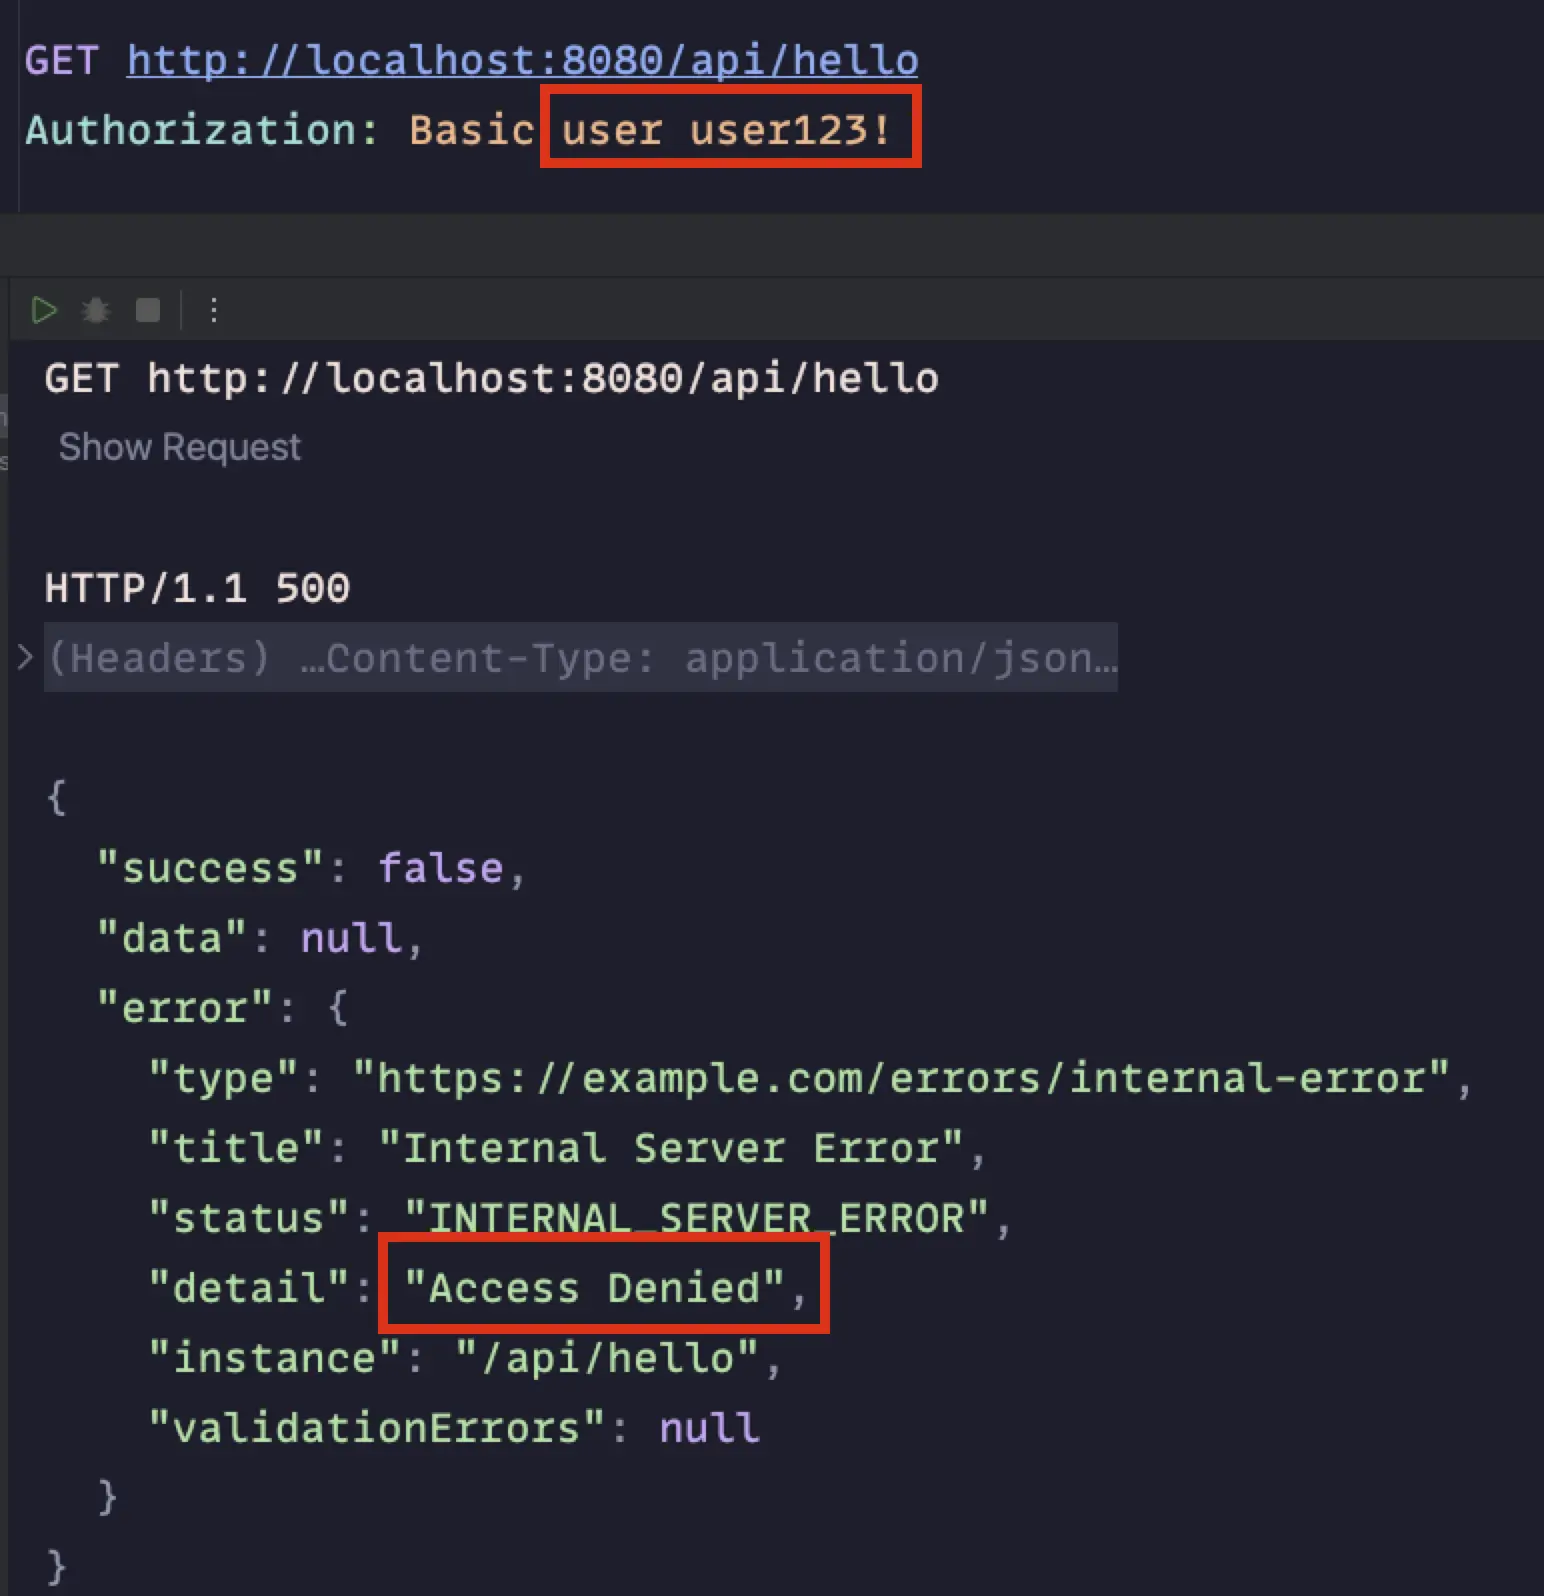 GET http://localhost:8080/api/hello
Authorization: Basic user user123!
GET http://localhost:8080/api/hello
Show Request
HTTP/1.1 500
(Headers) …Content-Type: application/json…
{
"success": false,
"data": null,
"error": {
"type": "https://example.com/errors/internal-error",
"title": "Internal Server Error",
"status": "INTERNAL_SERVER_ERROR",
"detail": "Access Denied",
"instance": "/api/hello",
"validationErrors": null
}
}